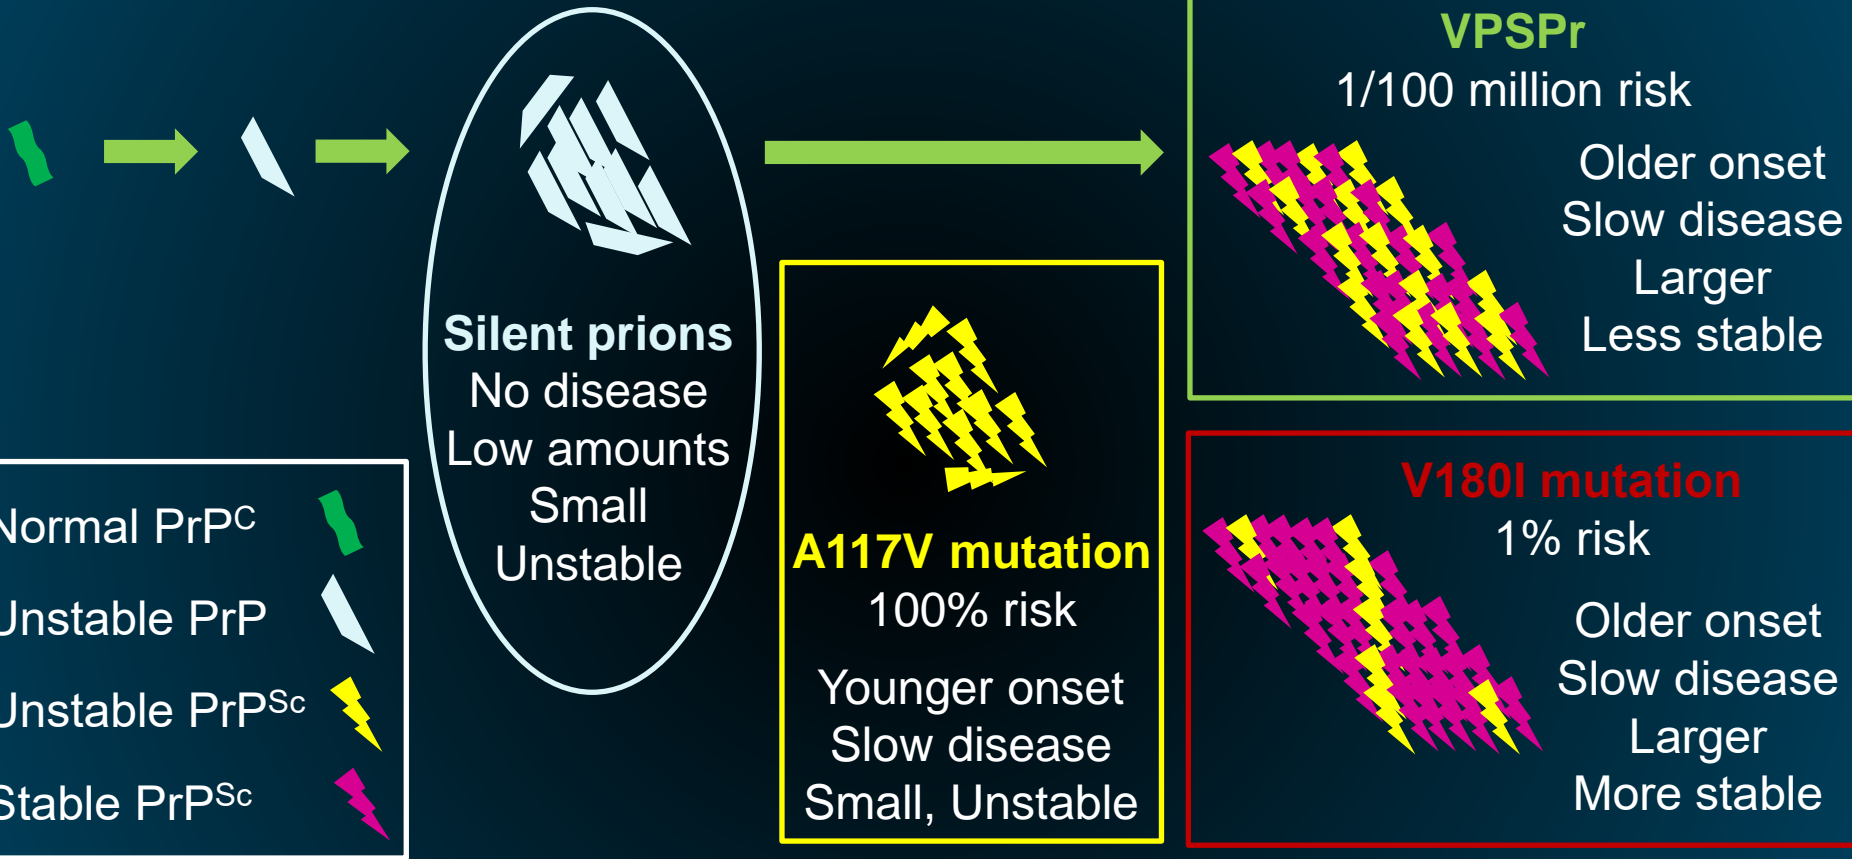 Silent prions
No disease
Low amounts
Small
Unstable
A117V mutation
100% risk
Younger onset
Slow disease
Small, Unstable
VPSPr
1/100 million risk
Older onset
Slow disease
Larger
Less stable
V180I mutation
1% risk
Older onset
Slow disease
Larger
More stable
Normal PrPC
Unstable PrP
Unstable PrPSc
Stable PrPSc